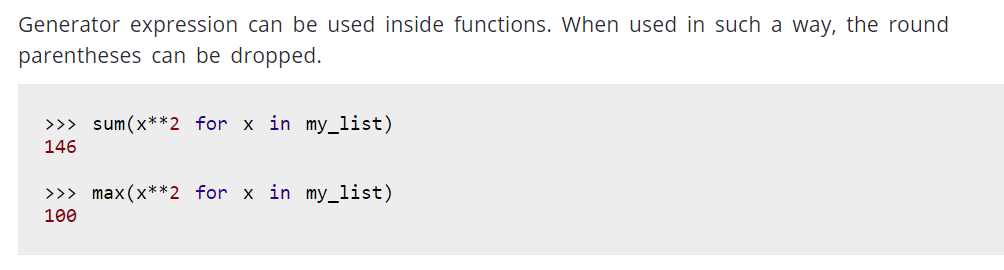 Generator expression can be used inside functions. When used in such a way, the round
parentheses can be dropped.
>>> sum(x**2 for x in my_list)
146
>>> max(x**2 for x in my_list)
100